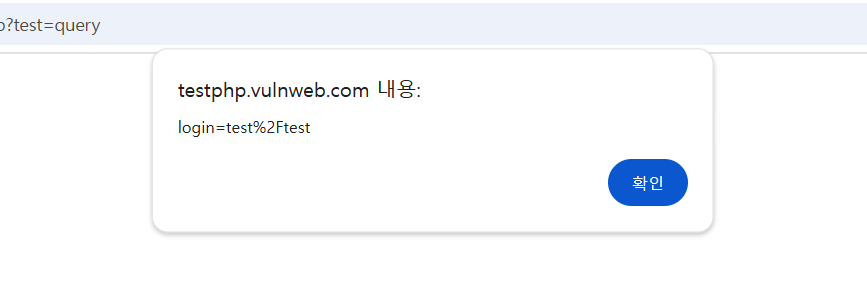 ?test=query
testphp.vulnweb.com 내용:
login=test%2Ftest
확인